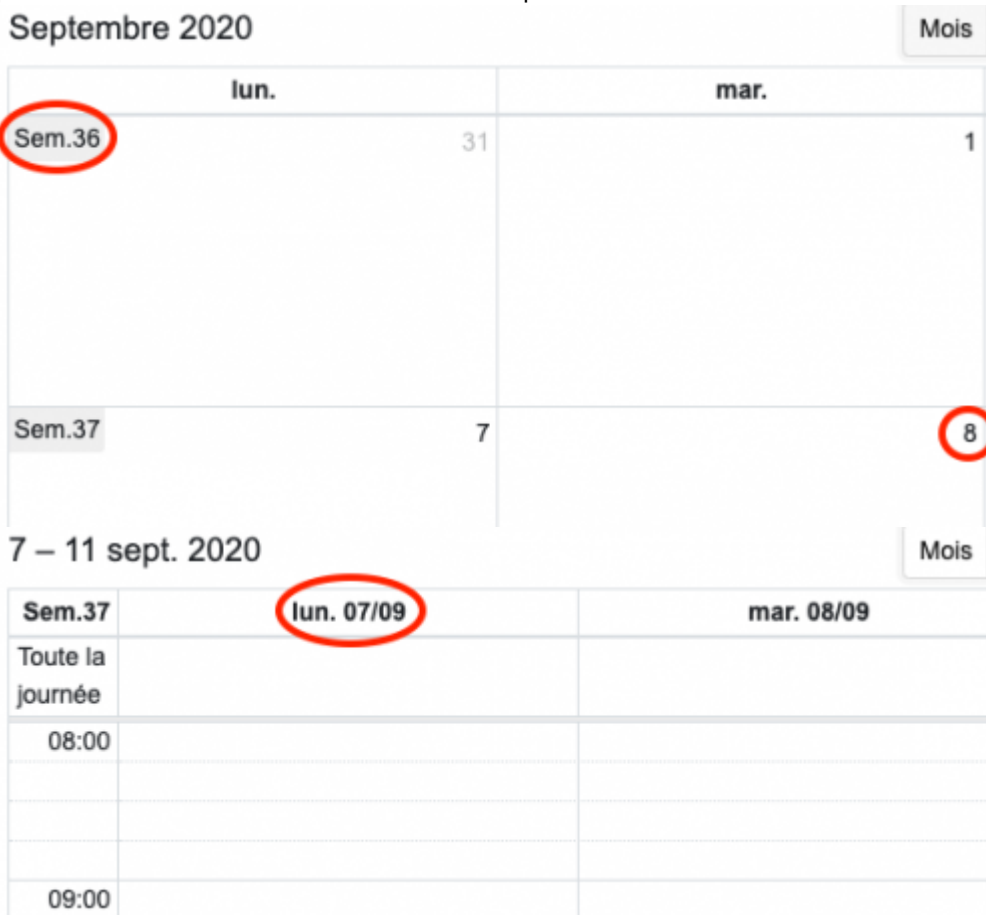 Septembre 2020 Mois
lun. mar.
Sem.36 31 1
Sem.37 7 8
7 – 11 sept. 2020 Mois
Sem.37 lun. 07/09 mar. 08/09
Toute la
journée
08:00
09:00